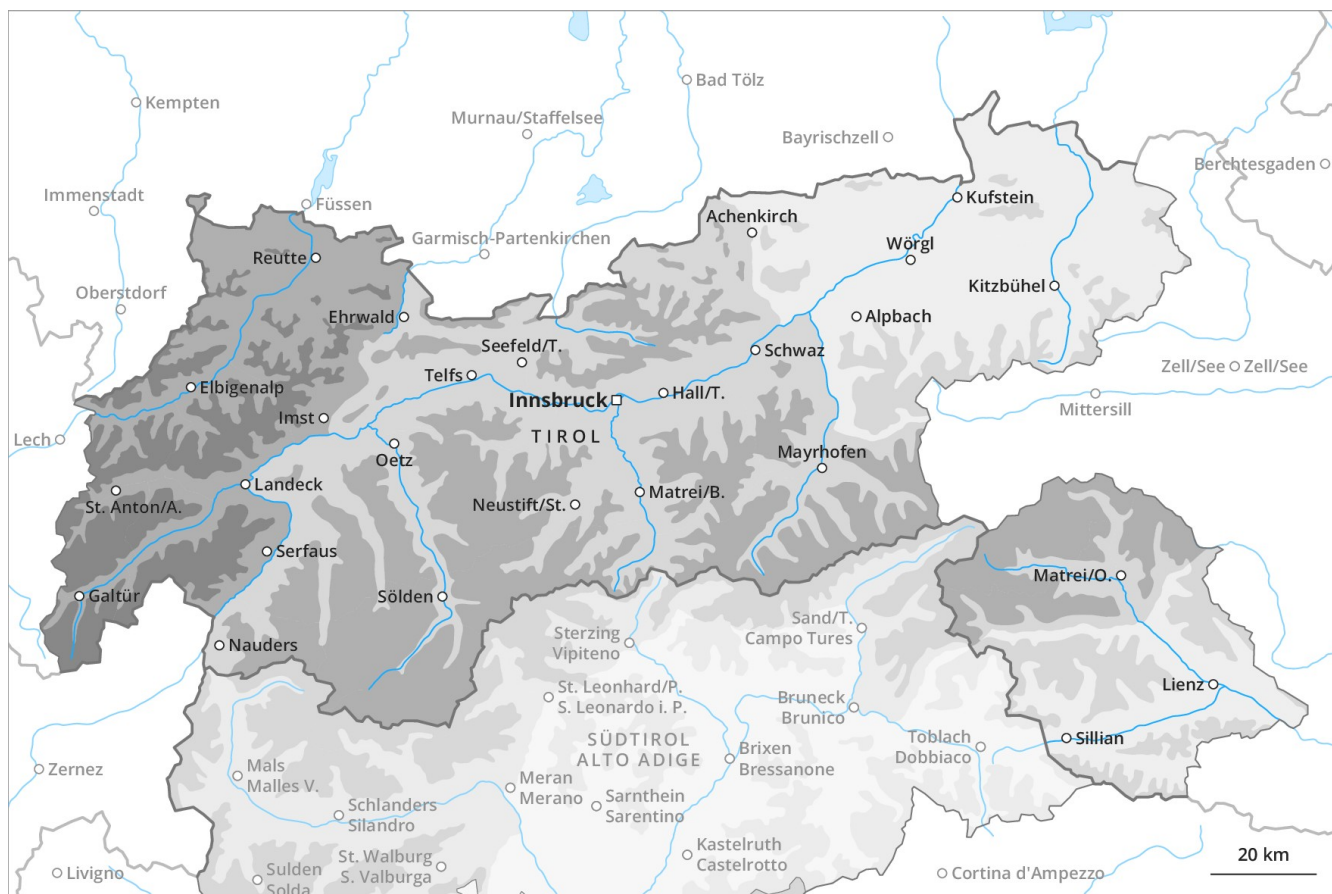 Bad Tölz
Kempten
Murnau/Staffelsee
Bayrischzell
Berchtesgaden
Immenstadt
Füssen
Kufstein
Achenkirch
Garmisch-Partenkirchen
Wörgl
Reutte
Kitzbühel
Oberstdorf
Ehrwald
Alpbach
Seefeld/T.
Schwaz
Zell/See
Zell/See
Telfs
Elbigenalp
Hall/T.
Innsbruck
Mittersill
Imst
TIROL
Lech
Oetz
Mayrhofen
Landeck
Matrei/B.
St. Anton/A.
Neustift/St.
Serfaus
Matrei/O.
Galtür
Sölden
Sand/T.
Campo Tures
Sterzing
Vipiteno
Nauders
Lienz
St. Leonhard/P.
S. Leonardo i. P.
Bruneck
Brunico
Sillian
SÜDTIROL
ALTO ADIGE
Toblach
Dobbiaco
Brixen
Bressanone
Zernez
Mals
Malles V.
Meran
Merano
Sarnthein
Sarentino
Schlanders
Silandro
Kastelruth
Castelrotto
20 km
St. Walburg
S. Valburga
Livigno
Sulden
Solda
Cortina d'Ampezzo